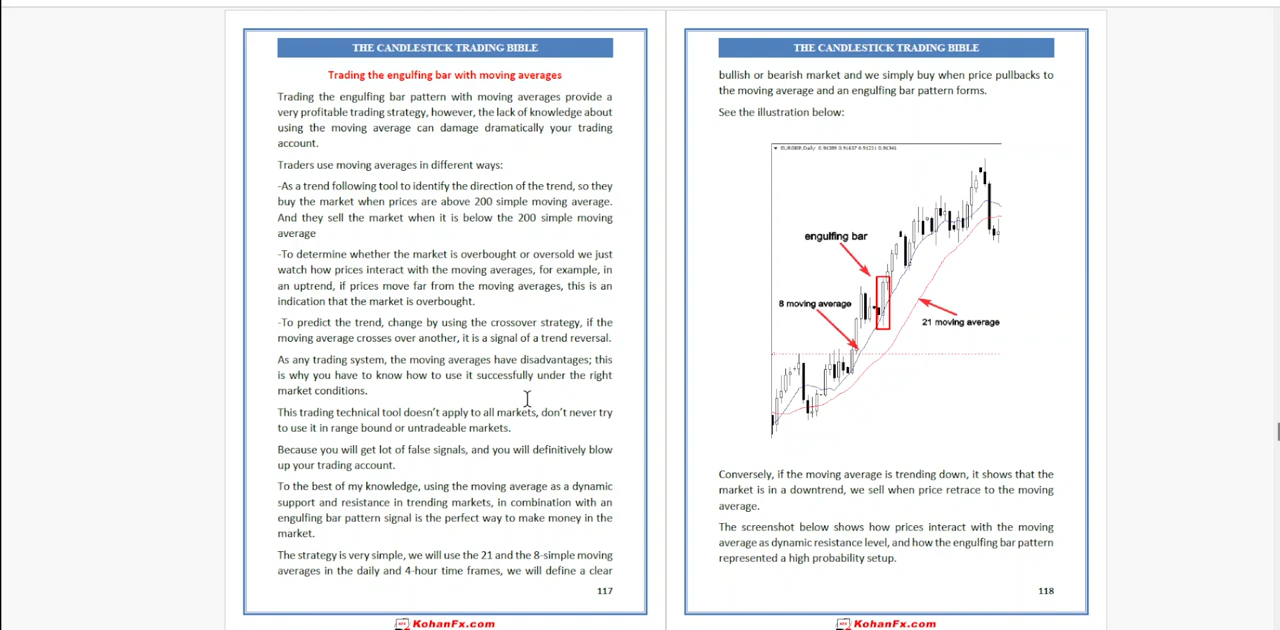 THE CANDLESTICK TRADING BIBLE
Trading the engulfing bar with moving averages
Trading the engulfing bar pattern with moving averages provide a
very profitable trading strategy, however, the lack of knowledge about
using the moving average can damage dramatically your trading
account.
Traders use moving averages in different ways:
-As a trend following tool to identify the direction of the trend, so they
buy the market when prices are above 200 simple moving average.
And they sell the market when it is below the 200 simple moving
average
-To determine whether the market is overbought or oversold we just
watch how prices interact with the moving averages, for example, in
an uptrend, if prices move far from the moving averages, this is an
indication that the market is overbought.
-To predict the trend, change by using the crossover strategy, if the
moving average crosses over another, it is a signal of a trend reversal.
As any trading system, the moving averages have disadvantages; this
is why you have to know how to use it successfully under the right
market conditions.
This trading technical tool doesn't apply to all markets, don't never try
to use it in range bound or untradeable markets.
Because you will get lot of false signals, and you will definitively blow
up your trading account.
To the best of my knowledge, using the moving average as a dynamic
support and resistance in trending markets, in combination with an
engulfing bar pattern signal is the perfect way to make money in the
market.
The strategy is very simple, we will use the 21 and the 8-simple moving
averages in the daily and 4-hour time frames, we will define a clear
117
KohanFx.com
THE CANDLESTICK TRADING BIBLE
bullish or bearish market and we simply buy when price pullbacks to
the moving average and an engulfing bar pattern forms.
See the illustration below:
EURGBP,Daily
engulfing bar
8 moving average
21 moving average
Conversely, if the moving average is trending down, it shows that the
market is in a downtrend, we sell when price retrace to the moving
average.
The screenshot below shows how prices interact with the moving
average as dynamic resistance level, and how the engulfing bar pattern
represented a high probability setup.
118
KohanFx.com